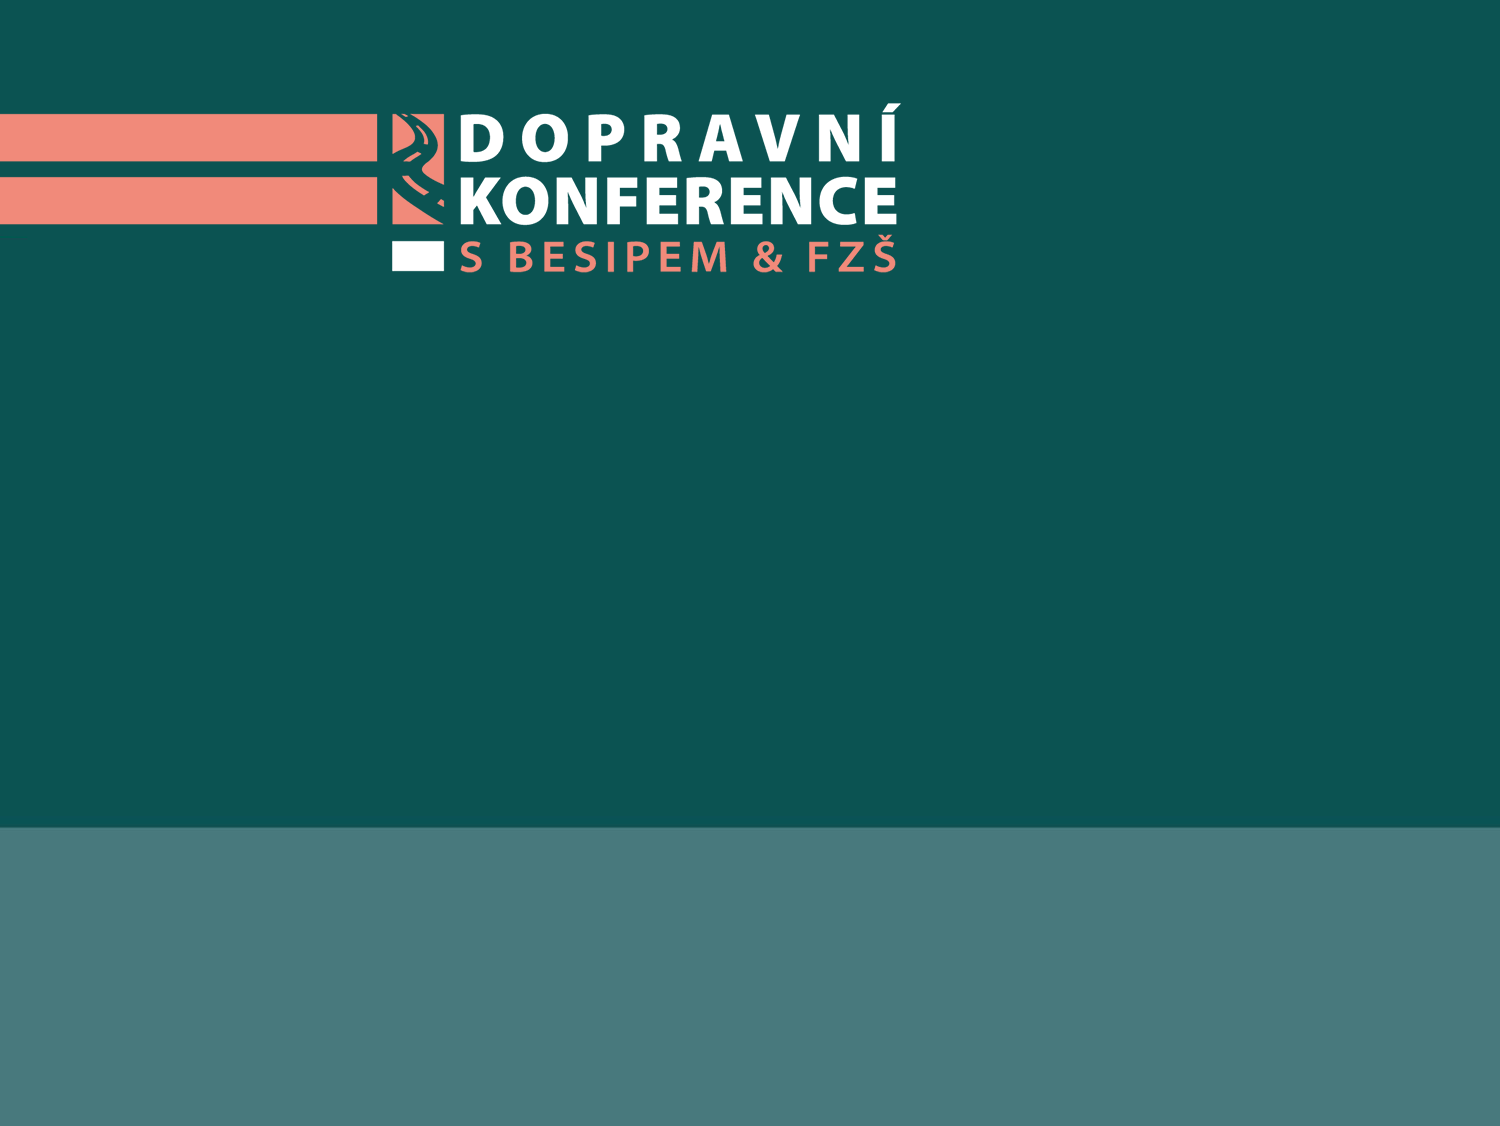 DOPRAVNÍ
KONFERENCE
S BESIPEM & FZŠ